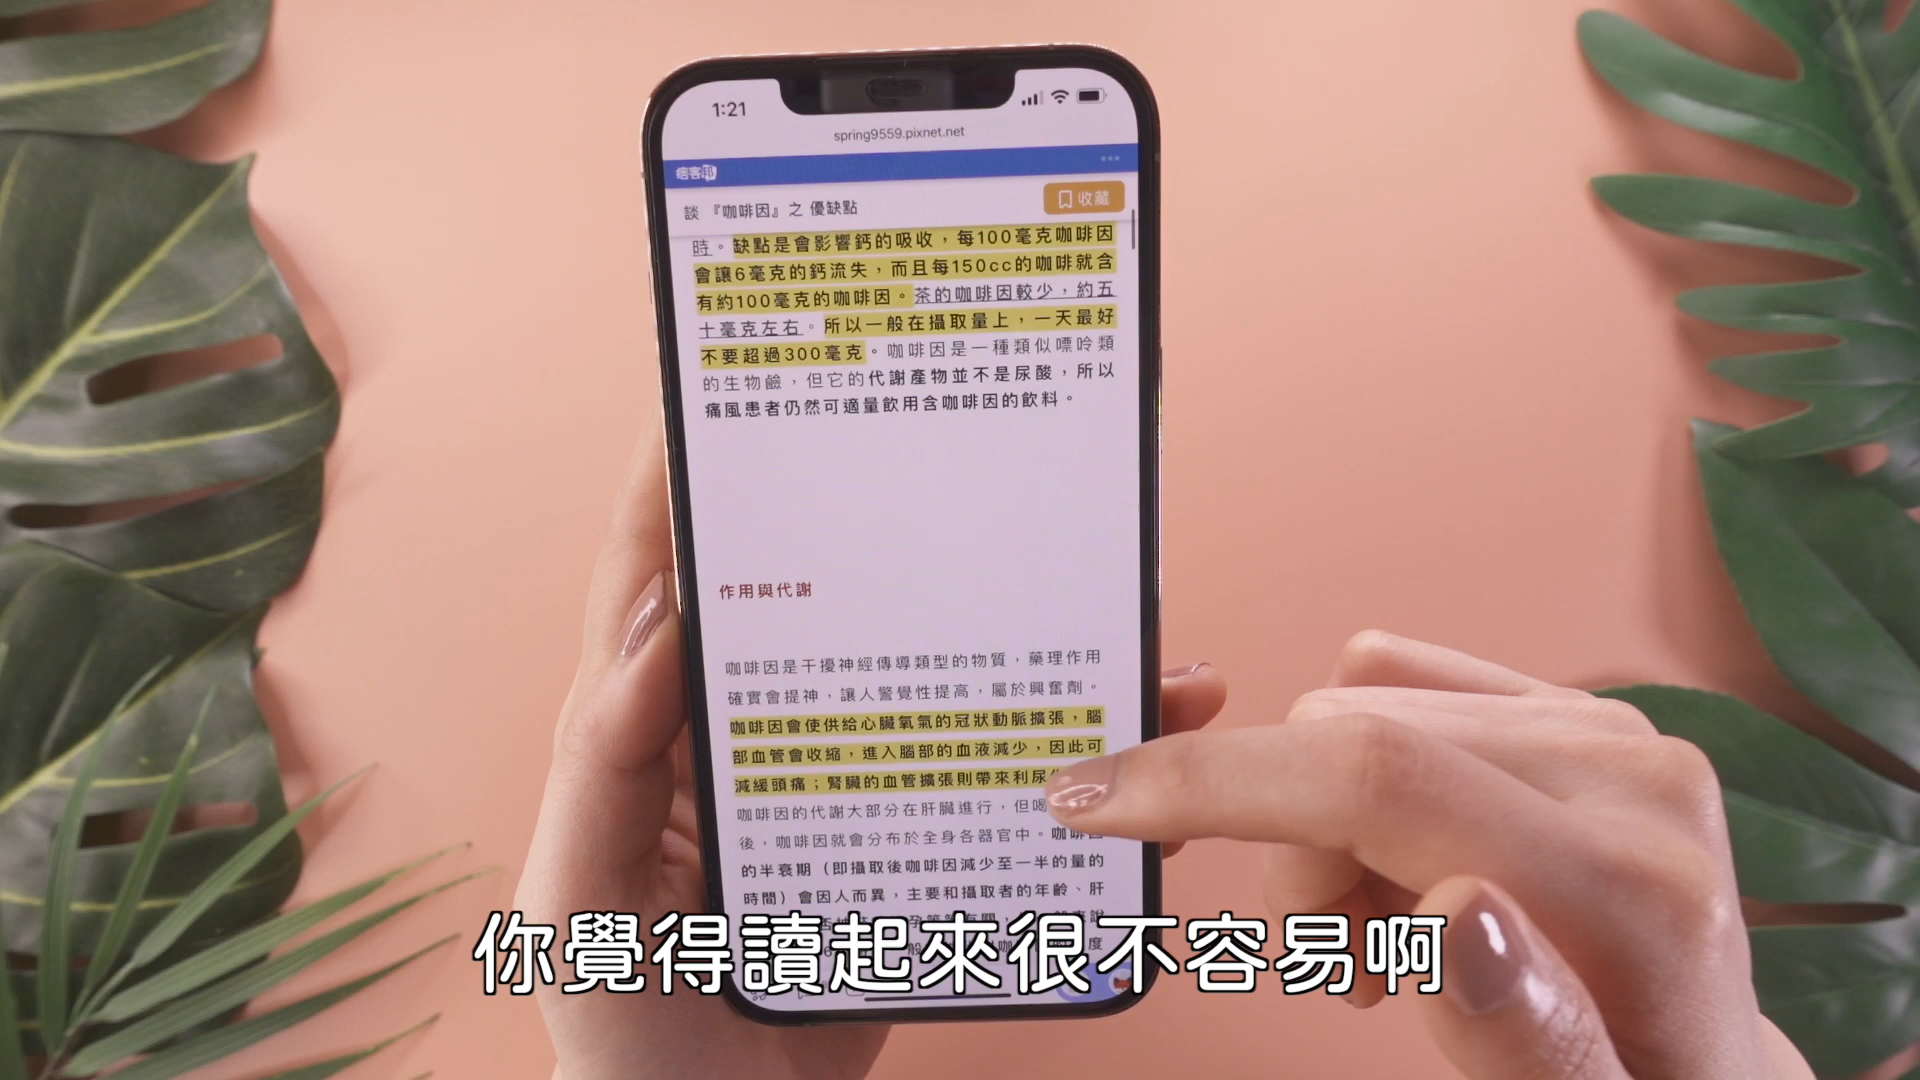 1:21
spring9559.pixnet.net
痞客邦
談 『咖啡因』之 優缺點
收藏
時。缺點是會影響鈣的吸收，每100毫克咖啡因
會讓6毫克的鈣流失，而且每150cc的咖啡就含
有約100毫克的咖啡因。茶的咖啡因較少，約五
十毫克左右。所以一般在攝取量上，一天最好
不要超過300毫克。咖啡因是一種類似嘌呤類
的生物鹼，但它的代謝產物並不是尿酸，所以
痛風患者仍然可適量飲用含咖啡因的飲料。
作用與代謝
咖啡因是干擾神經傳導類型的物質，藥理作用
確實會提神，讓人警覺性提高，屬於興奮劑。
咖啡因會使供給心臟氧氣的冠狀動脈擴張，腦
部血管會收縮，進入腦部的血液減少，因此可
減緩頭痛；腎臟的血管擴張則帶來利尿
咖啡因的代謝大部分在肝臟進行，但喝
後，咖啡因就會分布於全身各器官中。咖啡因
的半衰期（即攝取後咖啡因減少至一半的量的
時間）會因人而異，主要和攝取者的年齡、肝
你覺得讀起來很不容易啊